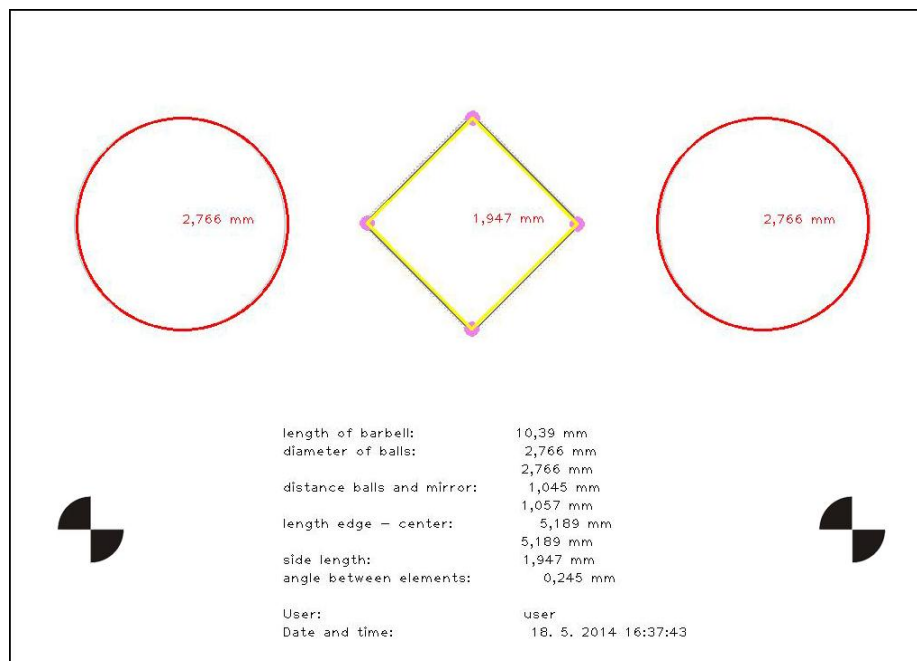 2,766 mm
1,947 mm
2,766 mm
length of barbell: 10,39 mm
diameter of balls: 2,766 mm
2,766 mm
distance balls and mirror: 1,045 mm
1,057 mm
length edge – center: 5,189 mm
5,189 mm
side length: 1,947 mm
angle between elements: 0,245 mm
User: user
Date and time: 18. 5. 2014 16:37:43